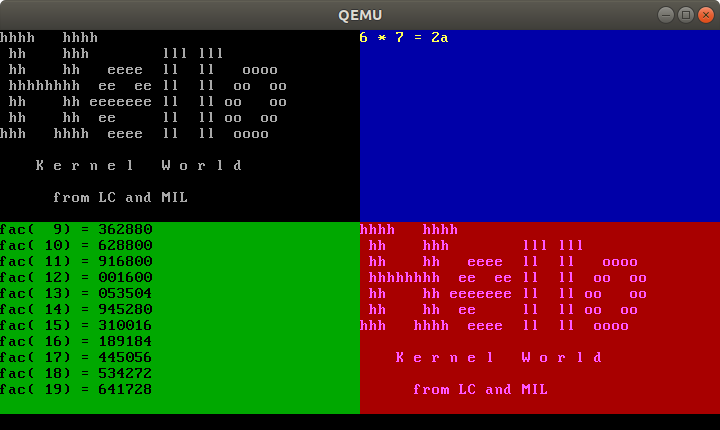 QEMU
hhhh   hhhh
 hh    hhh        lll lll
 hh    hh   eeee  ll  ll   oooo
 hhhhhhhh  ee  ee ll  ll  oo  oo
 hh    hh eeeeeee ll  ll oo   oo
 hh    hh ee      ll  ll oo  oo
hhh   hhhh  eeee  ll  ll  oooo
    K e r n e l   W o r l d
      from LC and MIL
6 * 7 = 2a
fac(  9) = 362880
fac( 10) = 628800
fac( 11) = 916800
fac( 12) = 001600
fac( 13) = 053504
fac( 14) = 945280
fac( 15) = 310016
fac( 16) = 189184
fac( 17) = 445056
fac( 18) = 534272
fac( 19) = 641728
hhhh   hhhh
 hh    hhh        lll lll
 hh    hh   eeee  ll  ll   oooo
 hhhhhhhh  ee  ee ll  ll  oo  oo
 hh    hh eeeeeee ll  ll oo   oo
 hh    hh ee      ll  ll oo  oo
hhh   hhhh  eeee  ll  ll  oooo
    K e r n e l   W o r l d
      from LC and MIL